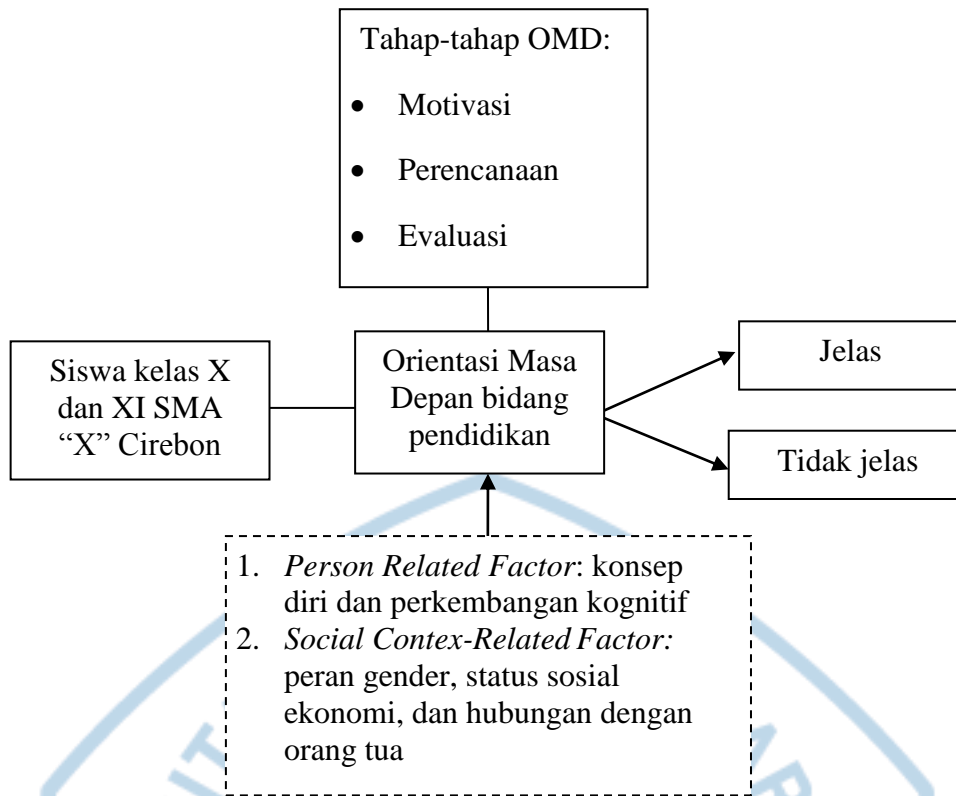 Tahap-tahap OMD:
• Motivasi
• Perencanaan
• Evaluasi
Siswa kelas X
dan XI SMA
“X” Cirebon
Orientasi Masa
Depan bidang
pendidikan
Jelas
Tidak jelas
1. Person Related Factor: konsep
diri dan perkembangan kognitif
2. Social Contex-Related Factor:
peran gender, status sosial
ekonomi, dan hubungan dengan
orang tua